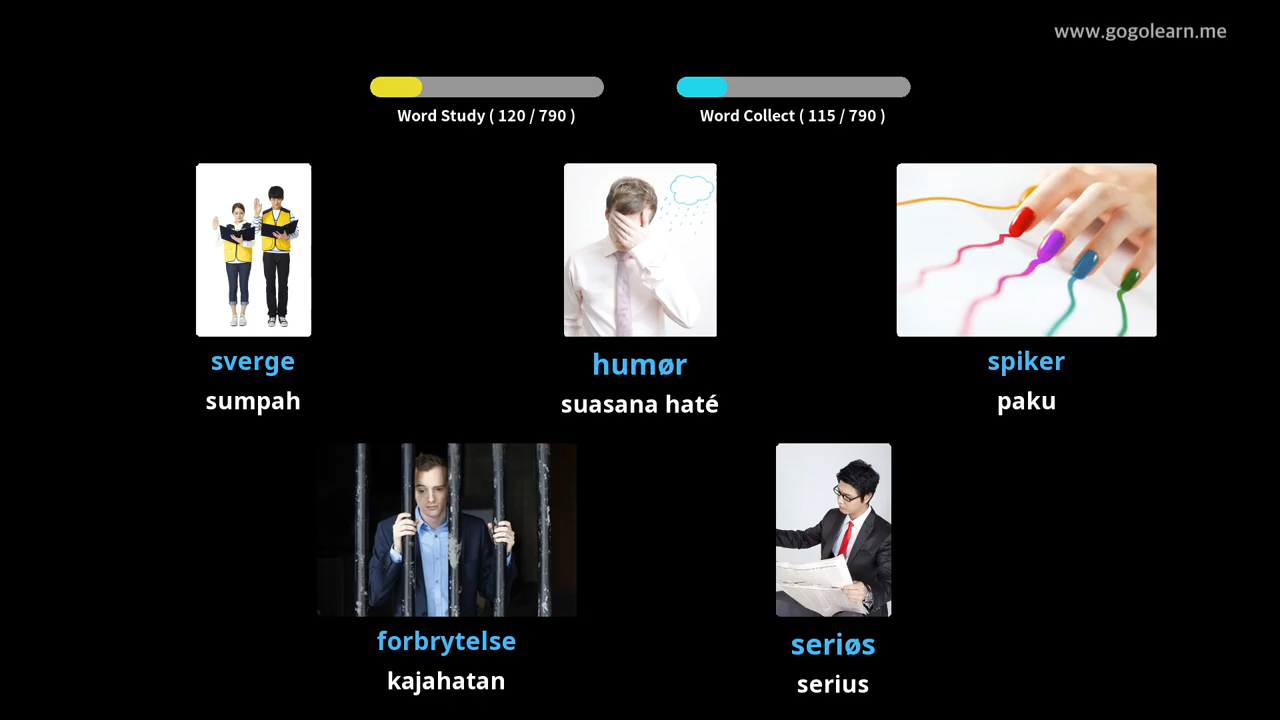 www.gogolearn.me
Word Study ( 120 / 790 )
Word Collect ( 115 / 790 )
sverge
sumpah
humør
suasana haté
spiker
paku
forbrytelse
kajahatan
seriøs
serius